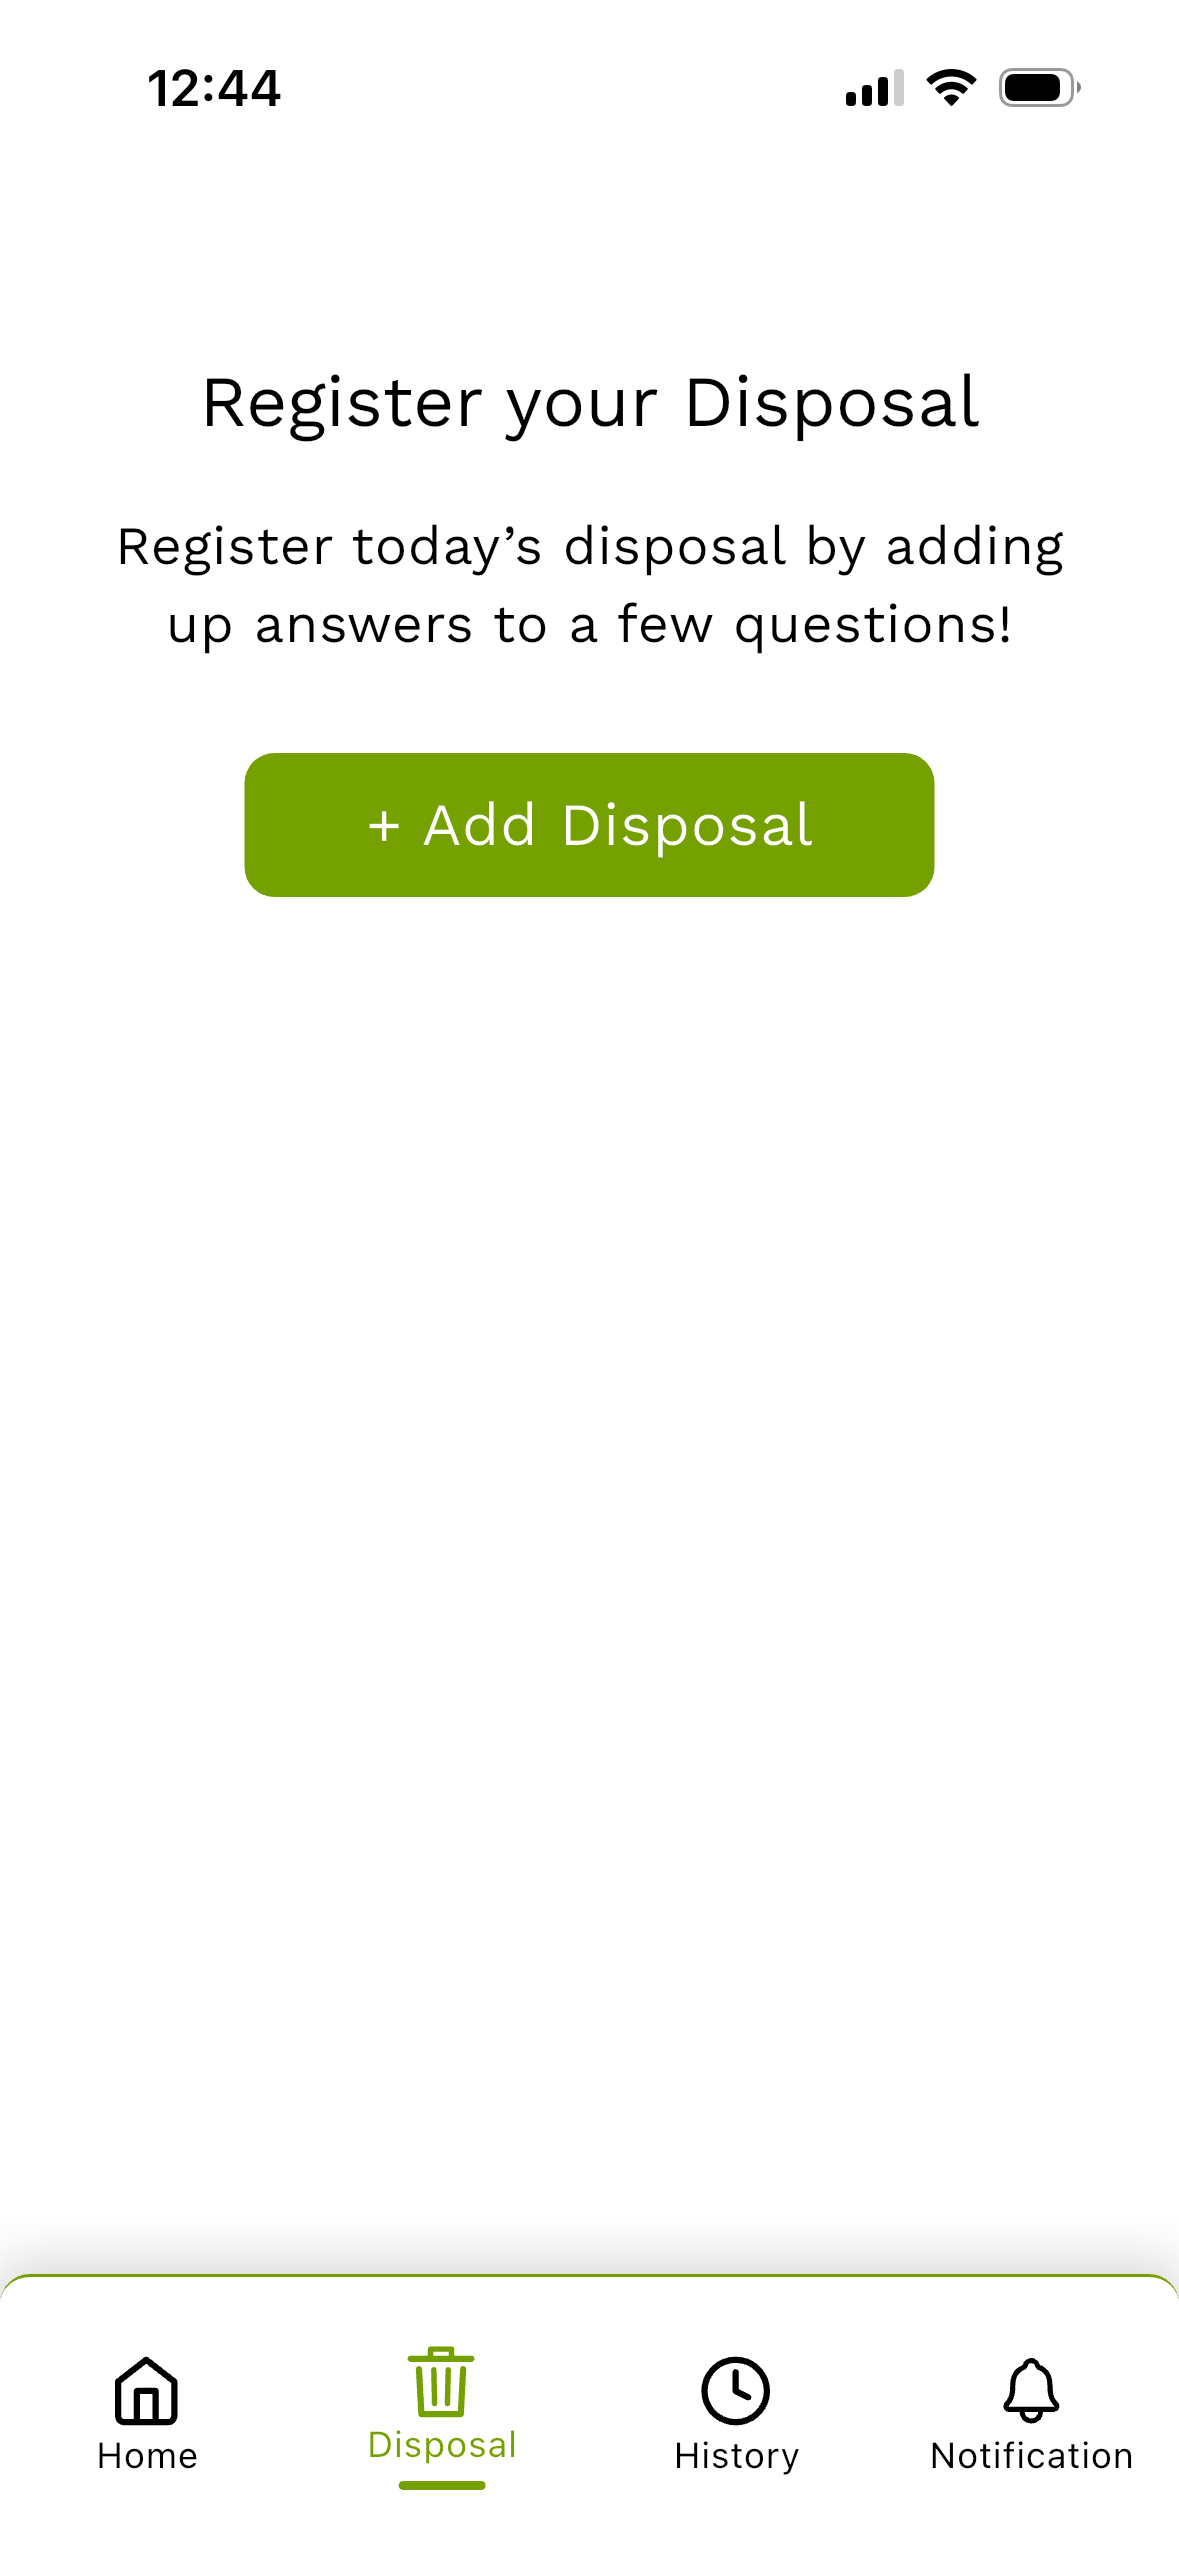 12:44
Register your Disposal
Register today’s disposal by adding
up answers to a few questions!
+ Add Disposal
Home
Disposal
History
Notification